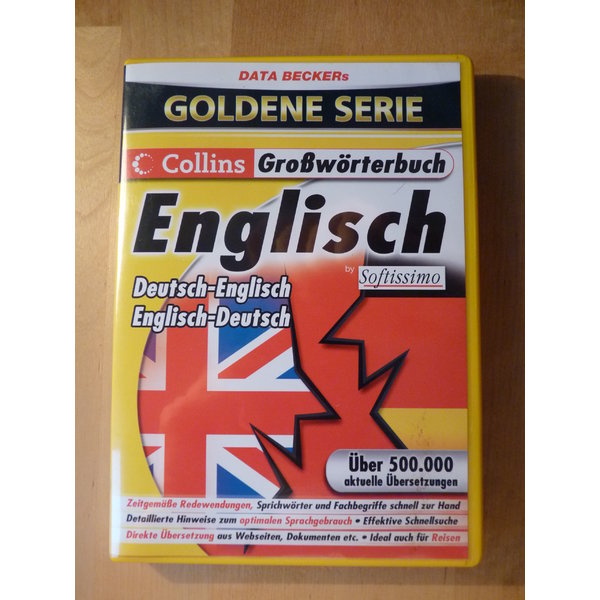 DATA BECKERs
GOLDENE SERIE
Collins Großwörterbuch
Englisch
by Softissimo
Deutsch-Englisch
Englisch-Deutsch
Über 500.000
aktuelle Übersetzungen
Zeitgemäße Redewendungen, Sprichwörter und Fachbegriffe schnell zur Hand
Detaillierte Hinweise zum optimalen Sprachgebrauch • Effektive Schnellsuche
Direkte Übersetzung aus Webseiten, Dokumenten etc. • Ideal auch für Reisen